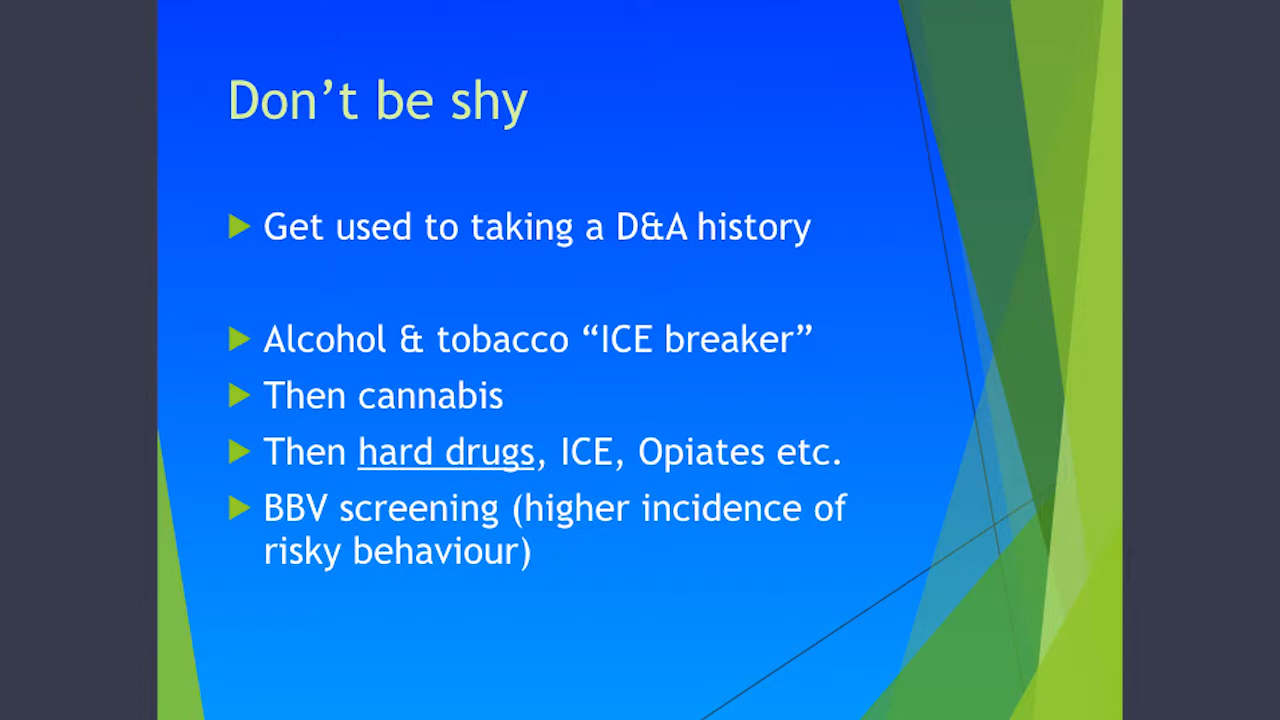 Don’t be shy
Get used to taking a D&A history
Alcohol & tobacco “ICE breaker”
Then cannabis
Then hard drugs, ICE, Opiates etc.
BBV screening (higher incidence of
risky behaviour)